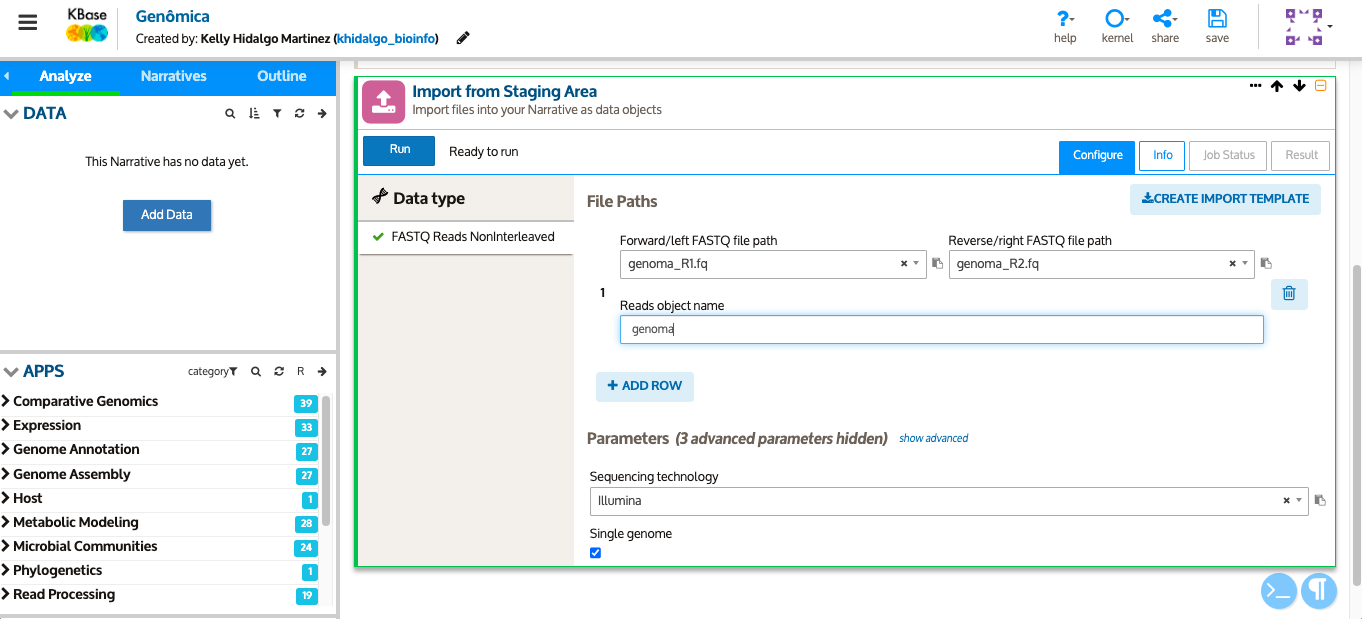 KBase
Genômica
Created by: Kelly Hidalgo Martinez (khidalgo_bioinfo)
help
kernel
share
save
Analyze
Narratives
Outline
DATA
This Narrative has no data yet.
Add Data
APPS
category
R
Comparative Genomics 39
Expression 33
Genome Annotation 27
Genome Assembly 27
Host 1
Metabolic Modeling 28
Microbial Communities 24
Phylogenetics 1
Read Processing 19
Import from Staging Area
Import files into your Narrative as data objects
Run
Ready to run
Configure
Info
Job Status
Result
Data type
FASTQ Reads NonInterleaved
File Paths
CREATE IMPORT TEMPLATE
Forward/left FASTQ file path
Reverse/right FASTQ file path
genoma_R1.fq
genoma_R2.fq
1
Reads object name
genoma
+ ADD ROW
Parameters (3 advanced parameters hidden) show advanced
Sequencing technology
Illumina
Single genome